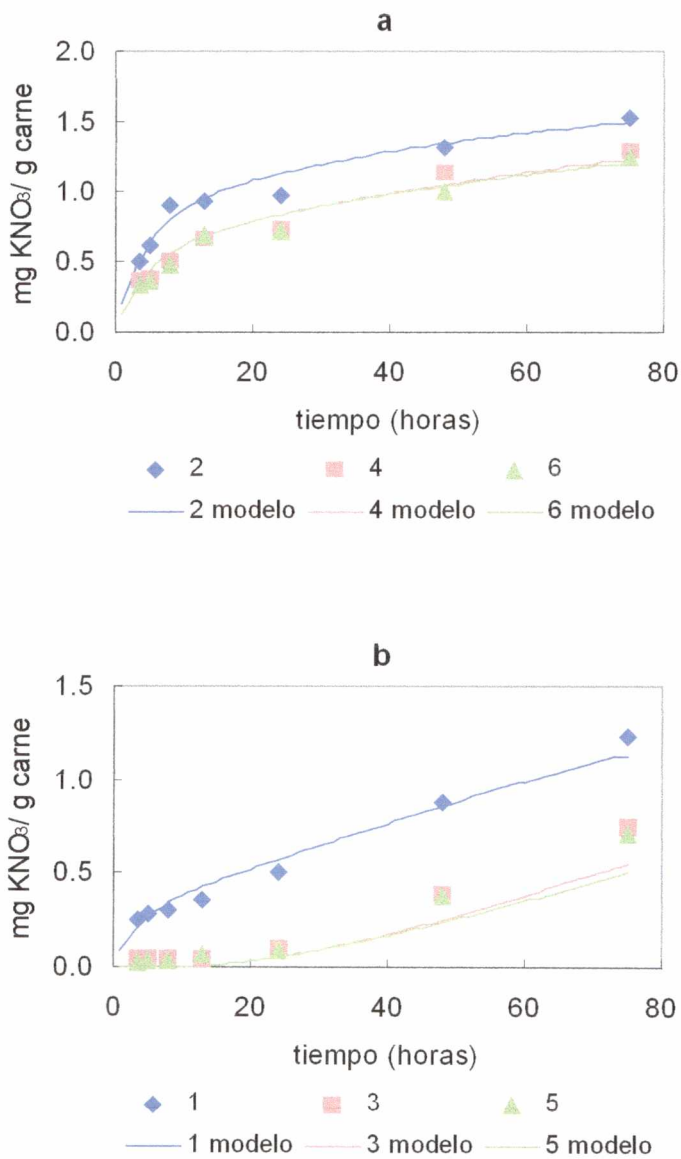 a
2.0
1.5
1.0
0.5
0.0
mg KNO3/ g carne
0 20 40 60 80
tiempo (horas)
2 4 6
2 modelo 4 modelo 6 modelo
b
1.5
1.0
0.5
0.0
mg KNO3/ g carne
0 20 40 60 80
tiempo (horas)
1 3 5
1 modelo 3 modelo 5 modelo